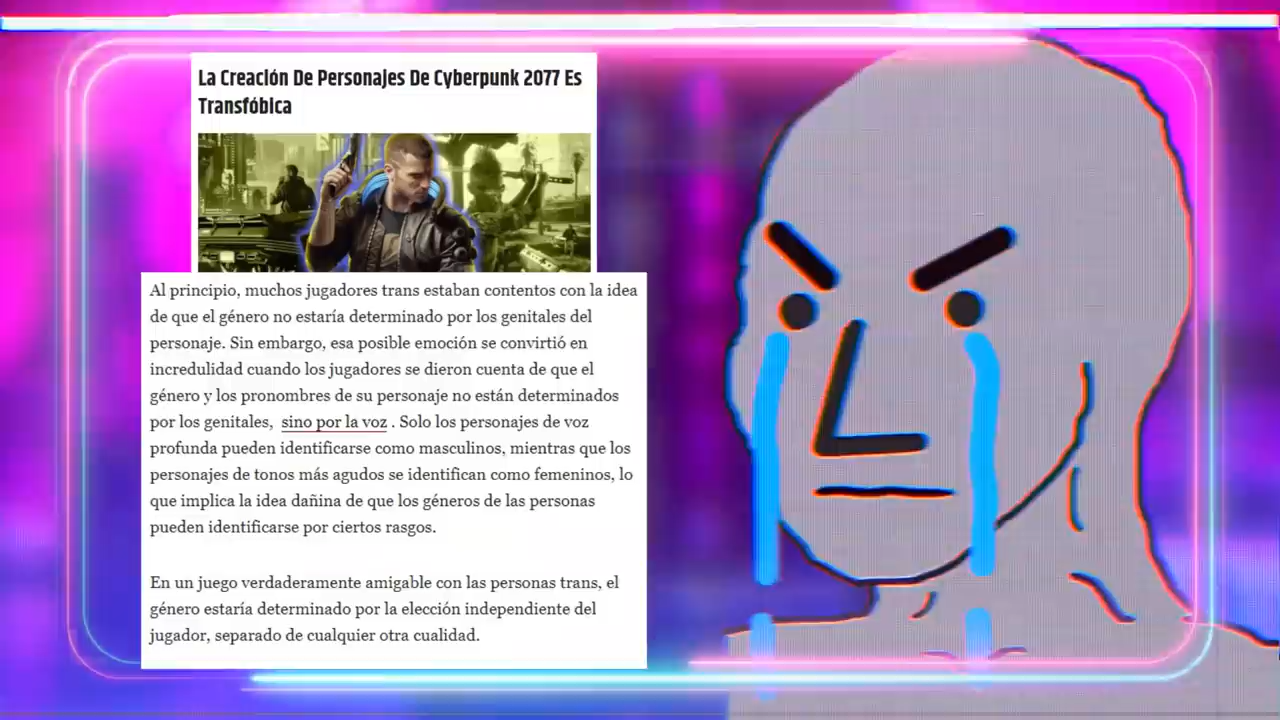 La Creación De Personajes De Cyberpunk 2077 Es
Transfóbica
Al principio, muchos jugadores trans estaban contentos con la idea
de que el género no estaría determinado por los genitales del
personaje. Sin embargo, esa posible emoción se convirtió en
incredulidad cuando los jugadores se dieron cuenta de que el
género y los pronombres de su personaje no están determinados
por los genitales, sino por la voz . Solo los personajes de voz
profunda pueden identificarse como masculinos, mientras que los
personajes de tonos más agudos se identifican como femeninos, lo
que implica la idea dañina de que los géneros de las personas
pueden identificarse por ciertos rasgos.
En un juego verdaderamente amigable con las personas trans, el
género estaría determinado por la elección independiente del
jugador, separado de cualquier otra cualidad.